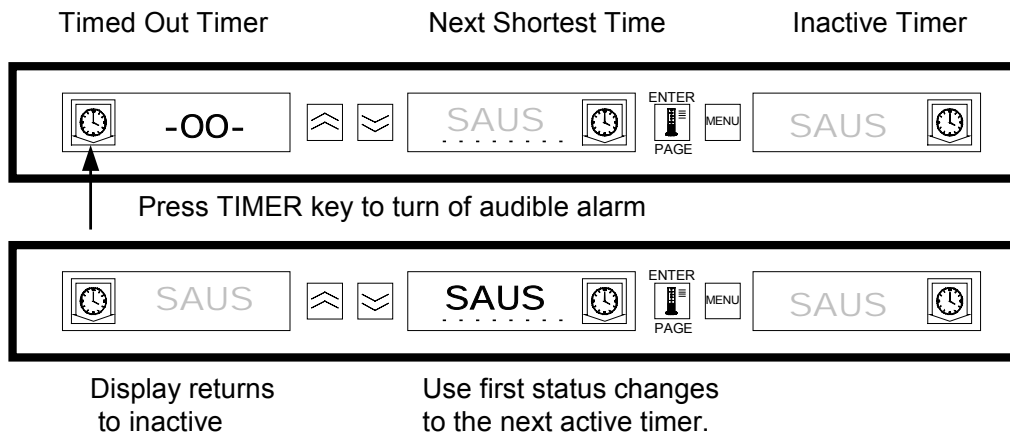 Timed Out Timer Next Shortest Time Inactive Timer
ENTER
-OO- SAUS MENU SAUS
PAGE
Press TIMER key to turn of audible alarm
ENTER
SAUS SAUS MENU SAUS
PAGE
Display returns Use first status changes
to inactive to the next active timer.